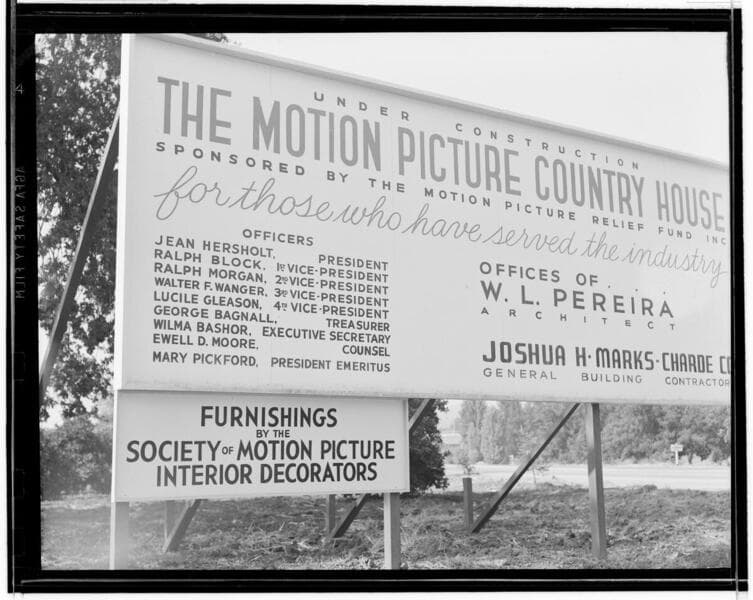 UNDER CONSTRUCTION
THE MOTION PICTURE COUNTRY HOUSE
SPONSORED BY THE MOTION PICTURE RELIEF FUND INC
for those who have served the industry
OFFICERS
JEAN HERSHOLT, PRESIDENT
RALPH BLOCK, 1ST VICE-PRESIDENT
RALPH MORGAN, 2ND VICE-PRESIDENT
WALTER F. WANGER, 3RD VICE-PRESIDENT
LUCILE GLEASON, 4TH VICE-PRESIDENT
GEORGE BAGNALL, TREASURER
WILMA BASHOR, EXECUTIVE SECRETARY
EWELL D. MOORE, COUNSEL
MARY PICKFORD, PRESIDENT EMERITUS
OFFICES OF . . .
W. L. PEREIRA
ARCHITECT
JOSHUA H. MARKS - CHARDE CO
GENERAL BUILDING CONTRACTOR
FURNISHINGS
BY THE
SOCIETY OF MOTION PICTURE
INTERIOR DECORATORS
4
AGFA SAFETY FILM